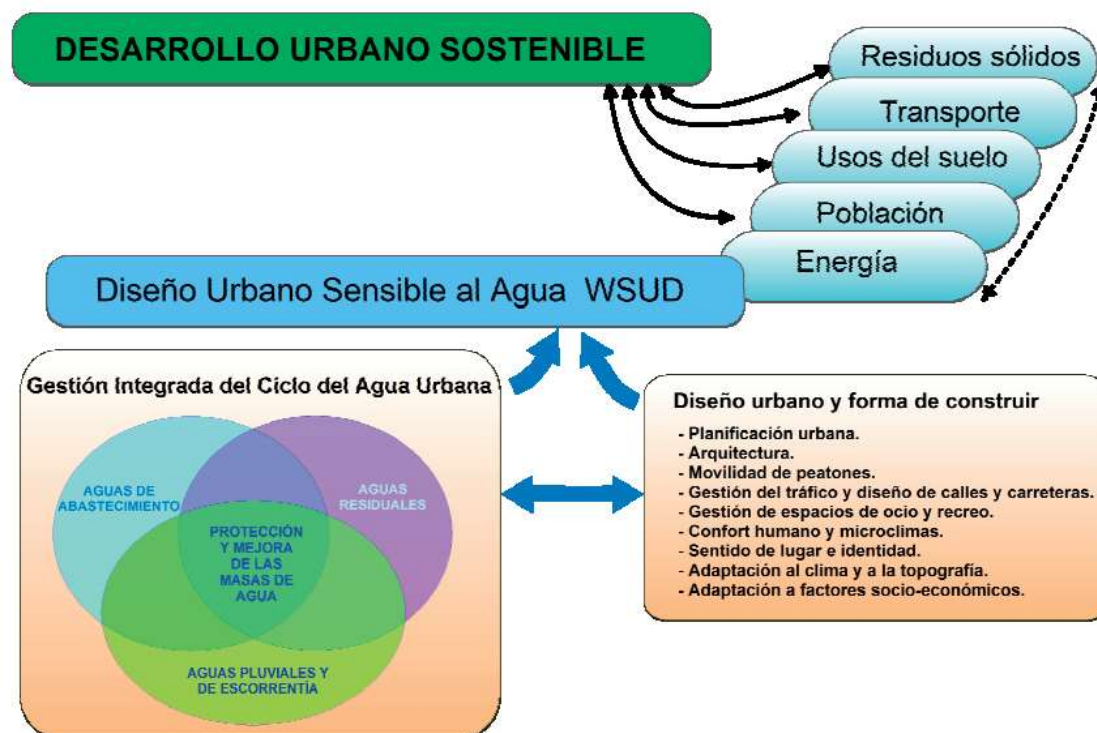 DESARROLLO URBANO SOSTENIBLE
Residuos sólidos
Transporte
Usos del suelo
Población
Energía
Diseño Urbano Sensible al Agua WSUD
Gestión Integrada del Ciclo del Agua Urbana
AGUAS DE
ABASTECIMIENTO
AGUAS
RESIDUALES
PROTECCIÓN
Y MEJORA
DE LAS
MASAS DE
AGUA
AGUAS PLUVIALES Y
DE ESCORRENTÍA
Diseño urbano y forma de construir
- Planificación urbana.
- Arquitectura.
- Movilidad de peatones.
- Gestión del tráfico y diseño de calles y carreteras.
- Gestión de espacios de ocio y recreo.
- Confort humano y microclimas.
- Sentido de lugar e identidad.
- Adaptación al clima y a la topografía.
- Adaptación a factores socio-económicos.